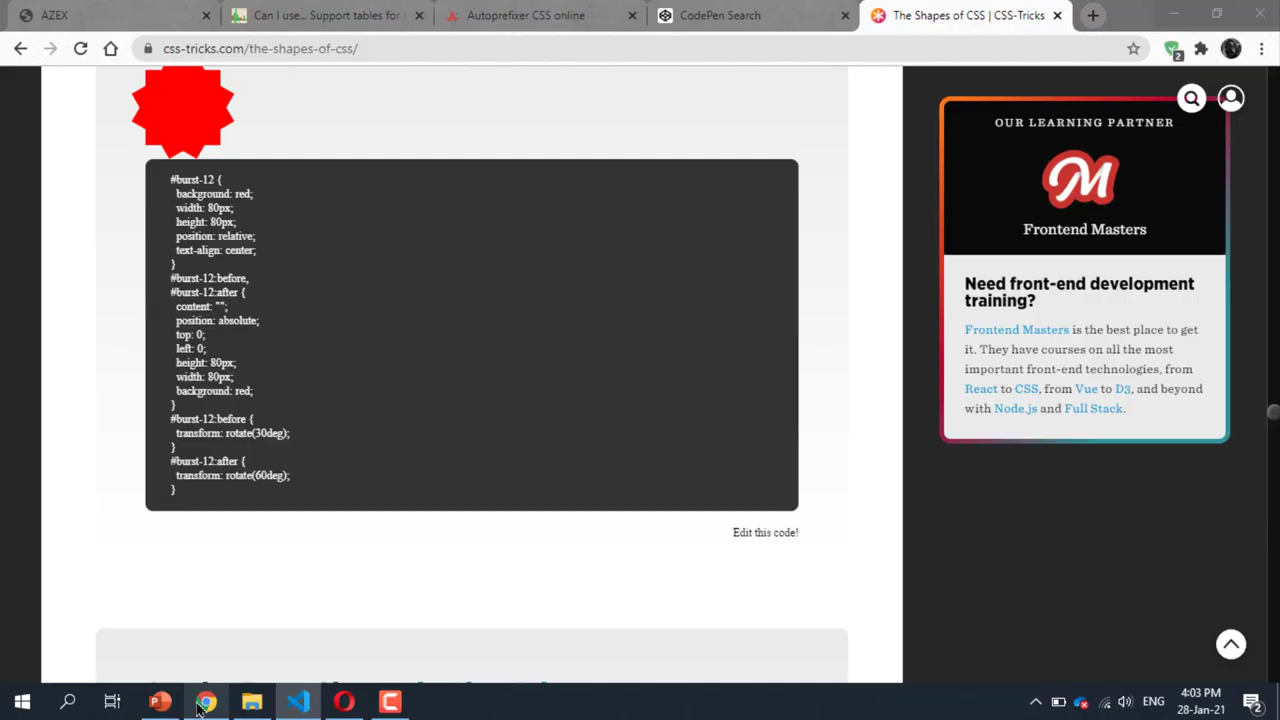 AZEX
Can I use... Support tables for
Autoprefixer CSS online
CodePen Search
The Shapes of CSS | CSS-Tricks
css-tricks.com/the-shapes-of-css/
2
#burst-12 {
background: red;
width: 80px;
height: 80px;
position: relative;
text-align: center;
}
#burst-12:before,
#burst-12:after {
content: "";
position: absolute;
top: 0;
left: 0;
height: 80px;
width: 80px;
background: red;
}
#burst-12:before {
transform: rotate(30deg);
}
#burst-12:after {
transform: rotate(60deg);
}
Edit this code!
OUR LEARNING PARTNER
Frontend Masters
Need front-end development
training?
Frontend Masters is the best place to get
it. They have courses on all the most
important front-end technologies, from
React to CSS, from Vue to D3, and beyond
with Node.js and Full Stack.
ENG
4:03 PM
28-Jan-21
2